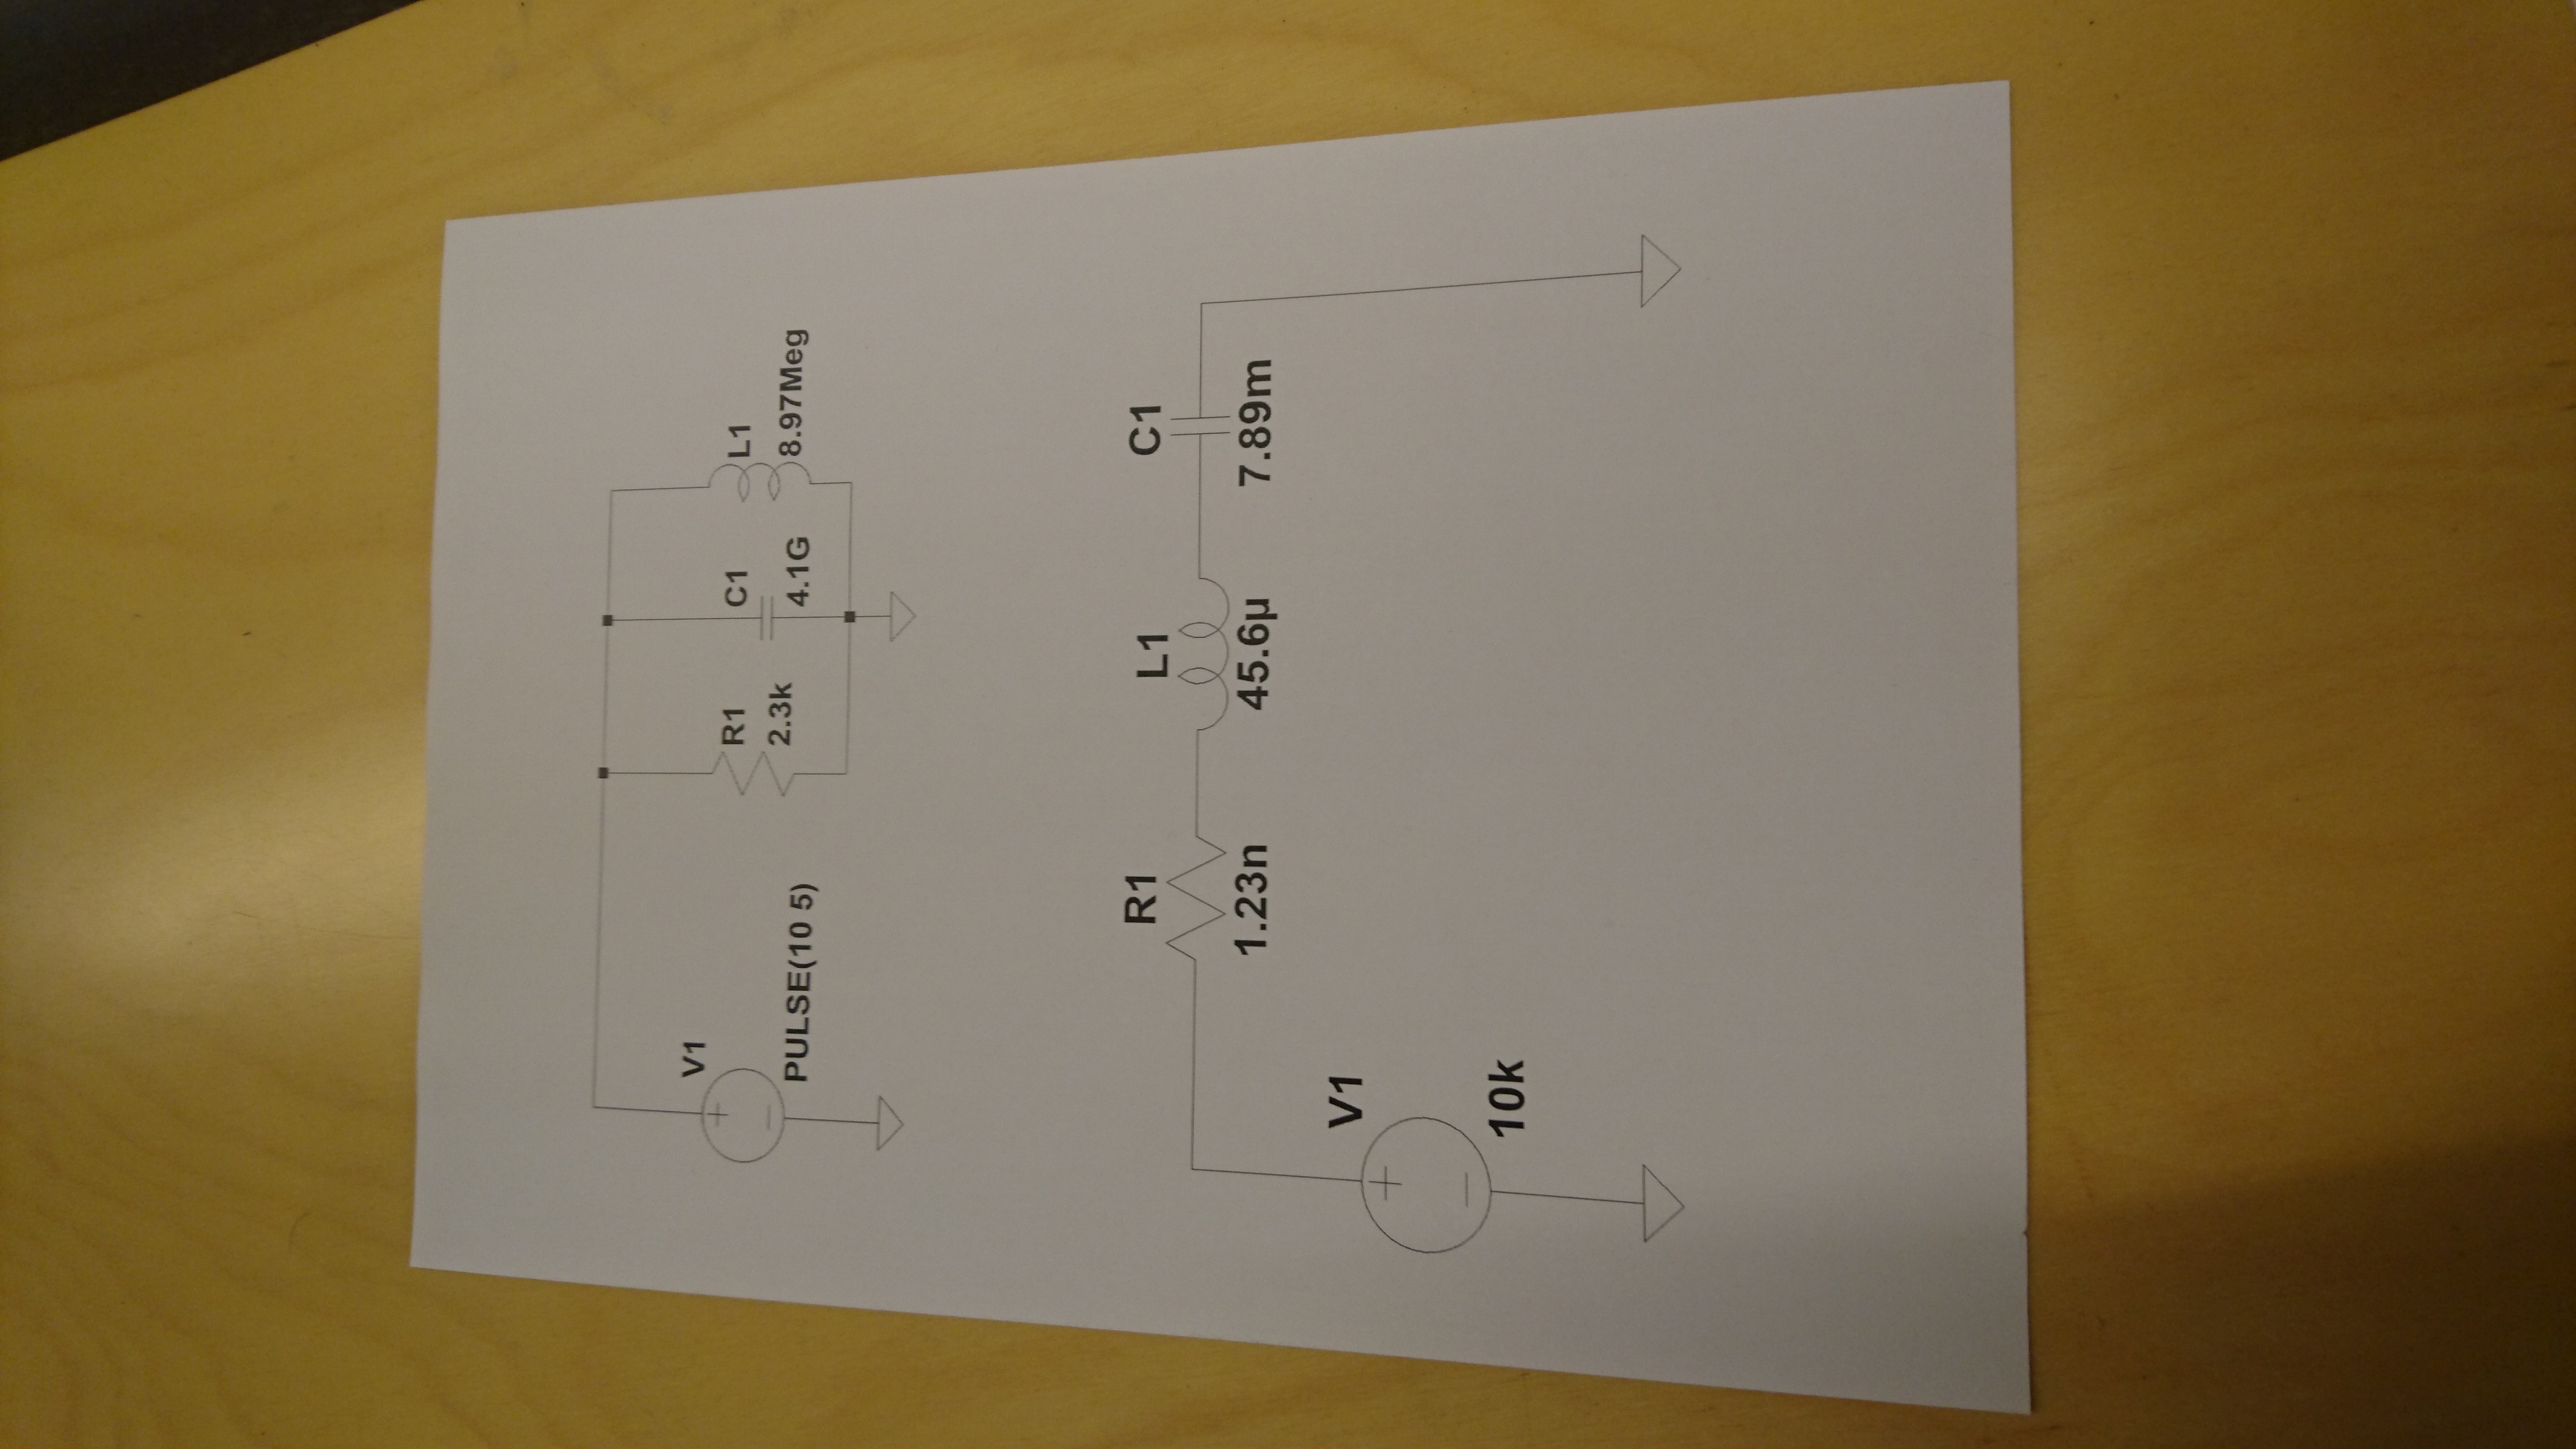 V1
PULSE(10 5)
R1
2.3k
C1
4.1G
L1
8.97Meg
R1
1.23n
L1
45.6µ
C1
7.89m
V1
10k